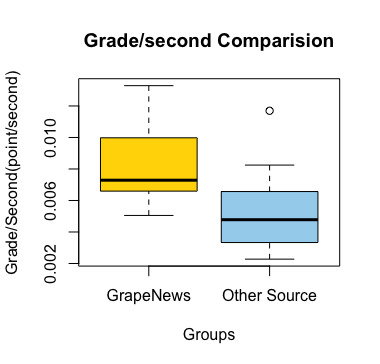 Grade/second Comparision
Grade/Second(point/second)
0.010
0.006
0.002
GrapeNews
Other Source
Groups